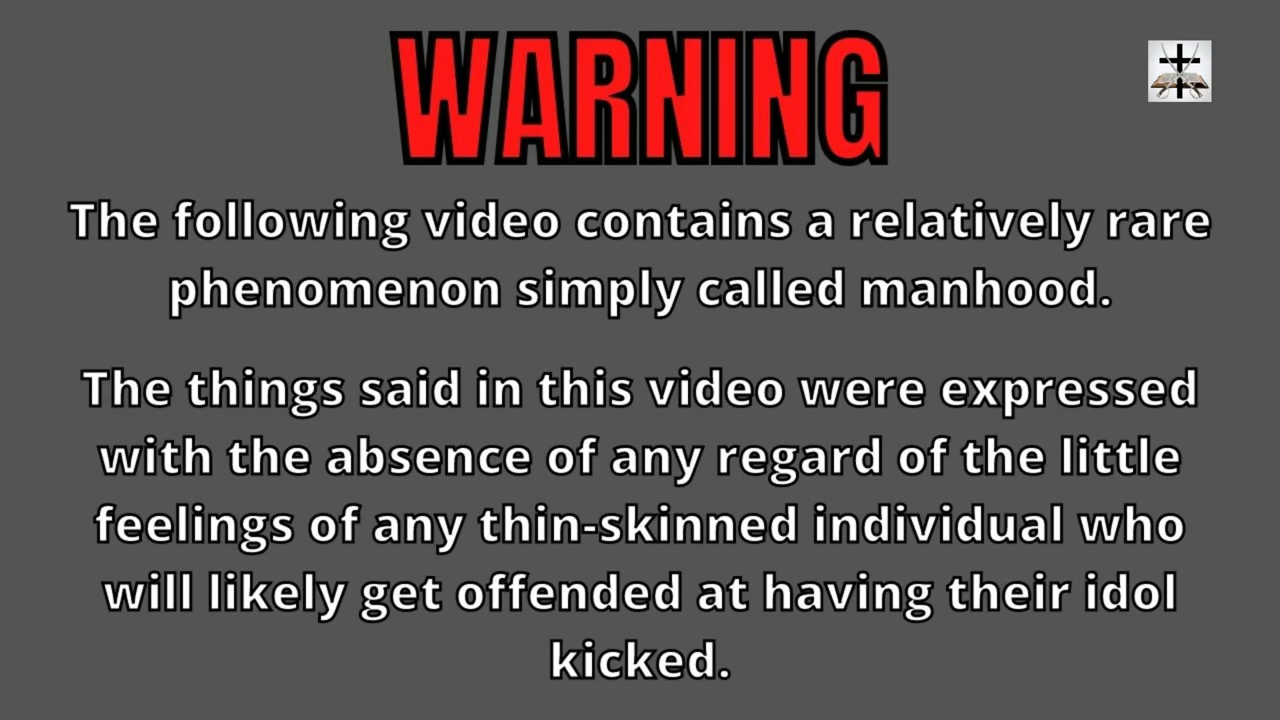 WARNING
The following video contains a relatively rare
phenomenon simply called manhood.
The things said in this video were expressed
with the absence of any regard of the little
feelings of any thin-skinned individual who
will likely get offended at having their idol
kicked.